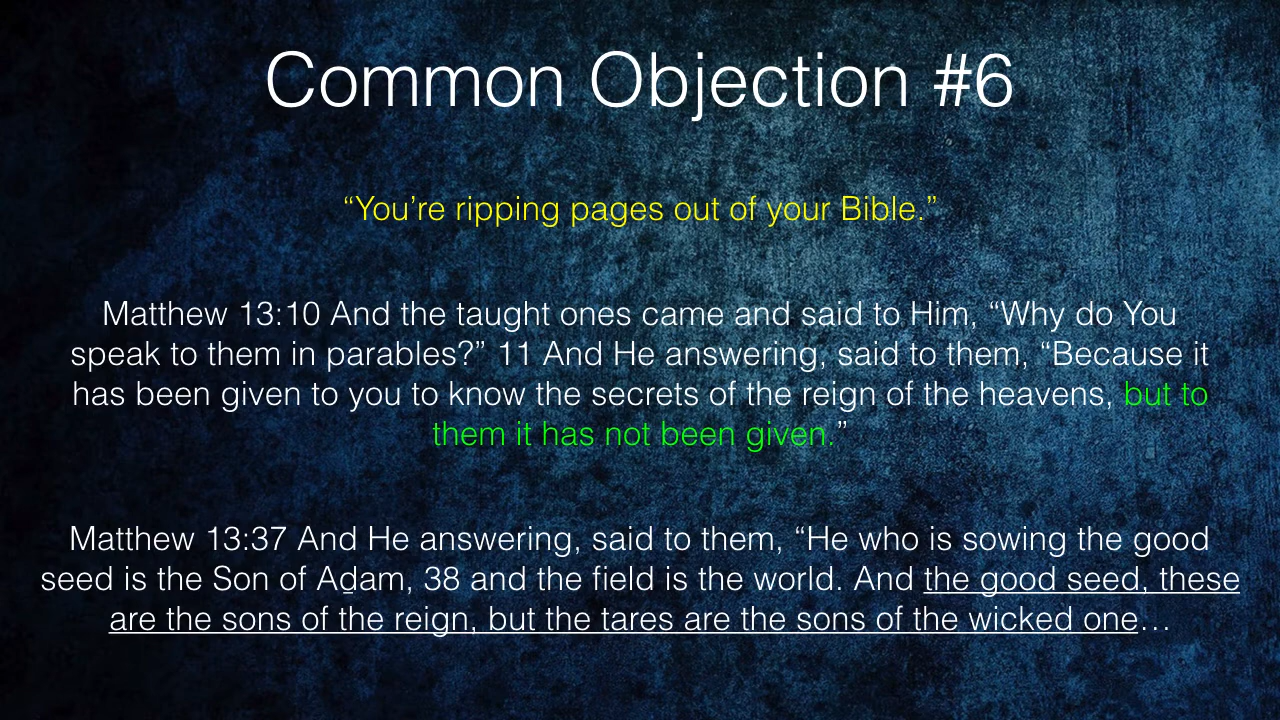 Common Objection #6
“You’re ripping pages out of your Bible.”
Matthew 13:10 And the taught ones came and said to Him, “Why do You
speak to them in parables?” 11 And He answering, said to them, “Because it
has been given to you to know the secrets of the reign of the heavens, but to
them it has not been given.”
Matthew 13:37 And He answering, said to them, “He who is sowing the good
seed is the Son of Aḏam, 38 and the field is the world. And the good seed, these
are the sons of the reign, but the tares are the sons of the wicked one…